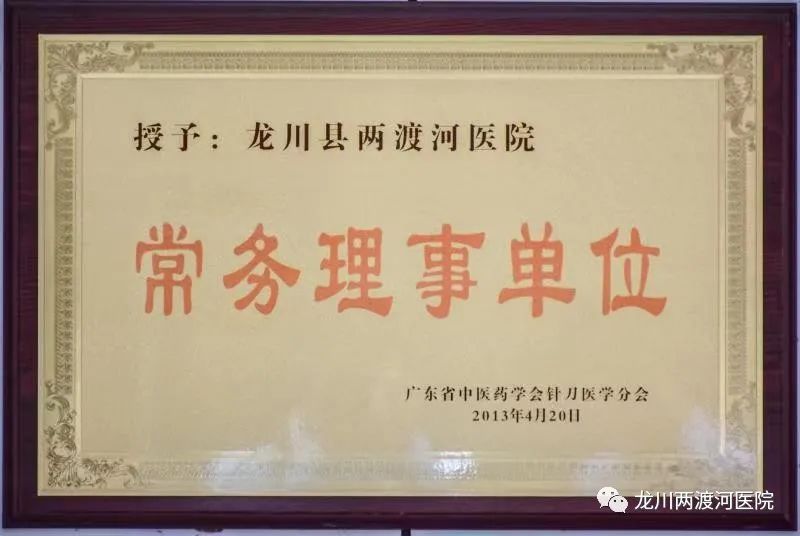 授予：龙川县两渡河医院
常务理事单位
广东省中医药学会针刀医学分会
2013年4月20日
龙川两渡河医院